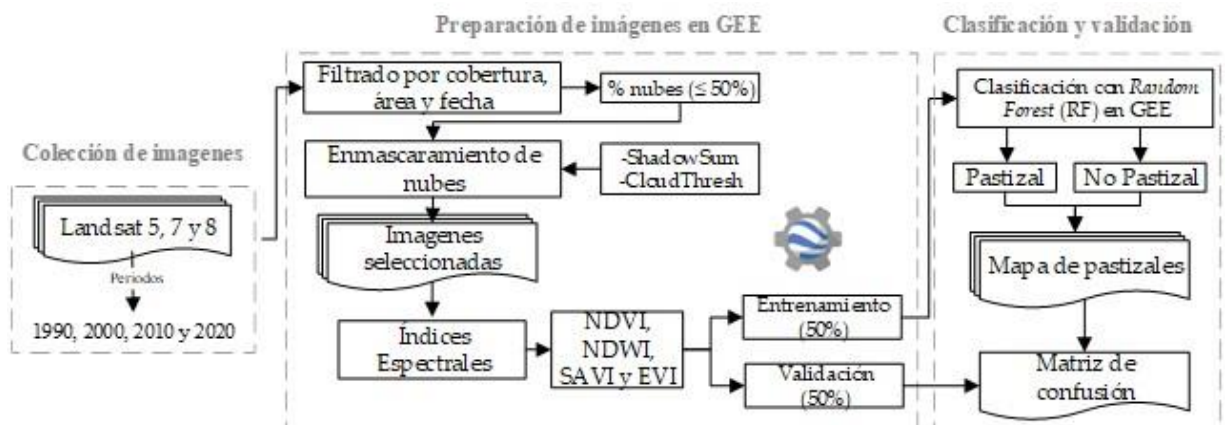 Preparación de imágenes en GEE
Clasificación y validación
Colección de imagenes
Landsat 5, 7 y 8
Periodos
1990, 2000, 2010 y 2020
Filtrado por cobertura,
área y fecha
% nubes (≤ 50%)
Enmascaramiento de
nubes
-ShadowSum
-CloudThresh
Imagenes
seleccionadas
Índices
Espectrales
NDVI,
NDWI,
SAVI y EVI
Entrenamiento
(50%)
Validación
(50%)
Clasificación con Random
Forest (RF) en GEE
Pastizal
No Pastizal
Mapa de pastizales
Matriz de
confusión